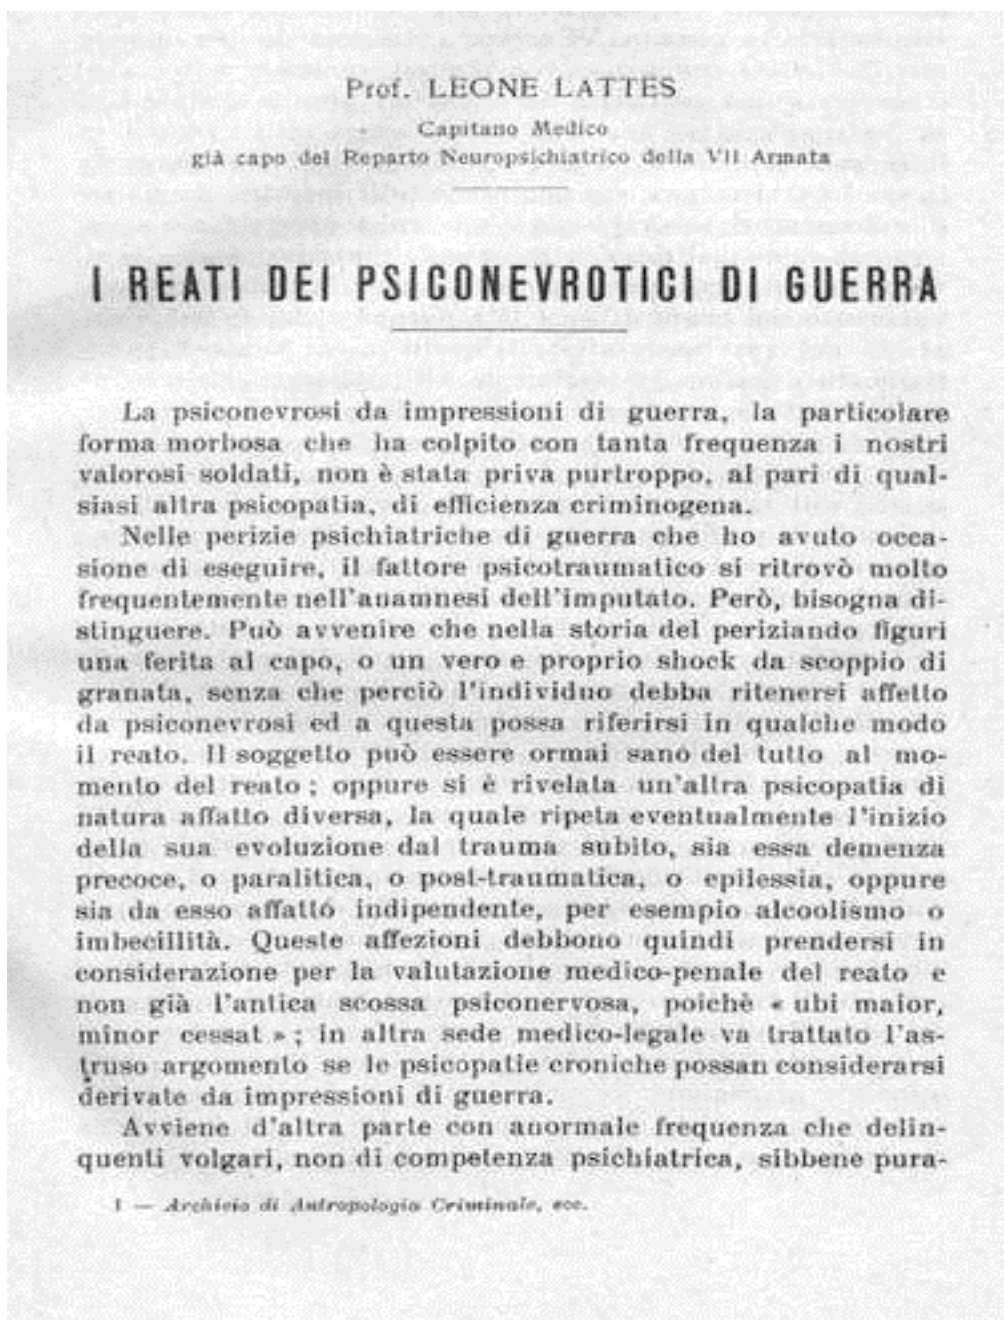 Prof. LEONE LATTES
Capitano Medico
già capo del Reparto Neuropsichiatrico della VII Armata
I REATI DEI PSICONEVROTICI DI GUERRA
La psiconevrosi da impressioni di guerra, la particolare
forma morbosa che ha colpito con tanta frequenza i nostri
valorosi soldati, non è stata priva purtroppo, al pari di qual-
siasi altra psicopatia, di efficienza criminogena.
Nelle perizie psichiatriche di guerra che ho avuto occa-
sione di eseguire, il fattore psicotraumatico si ritrovò molto
frequentemente nell'anamnesi dell'imputato. Però, bisogna di-
stinguere. Può avvenire che nella storia del periziando figuri
una ferita al capo, o un vero e proprio shock da scoppio di
granata, senza che perciò l'individuo debba ritenersi affetto
da psiconevrosi ed a questa possa riferirsi in qualche modo
il reato. Il soggetto può essere ormai sano del tutto al mo-
mento del reato ; oppure si è rivelata un'altra psicopatia di
natura affatto diversa, la quale ripeta eventualmente l'inizio
della sua evoluzione dal trauma subito, sia essa demenza
precoce, o paralitica, o post-traumatica, o epilessia, oppure
sia da esso affatto indipendente, per esempio alcoolismo o
imbecillità. Queste affezioni debbono quindi prendersi in
considerazione per la valutazione medico-penale del reato e
non già l'antica scossa psiconervosa, poichè « ubi maior,
minor cessat » ; in altra sede medico-legale va trattato l'as-
truso argomento se le psicopatie croniche possan considerarsi
derivate da impressioni di guerra.
Avviene d'altra parte con anormale frequenza che delin-
quenti volgari, non di competenza psichiatrica, sibbene pura-
1 — Archivio di Antropologia Criminale, ecc.